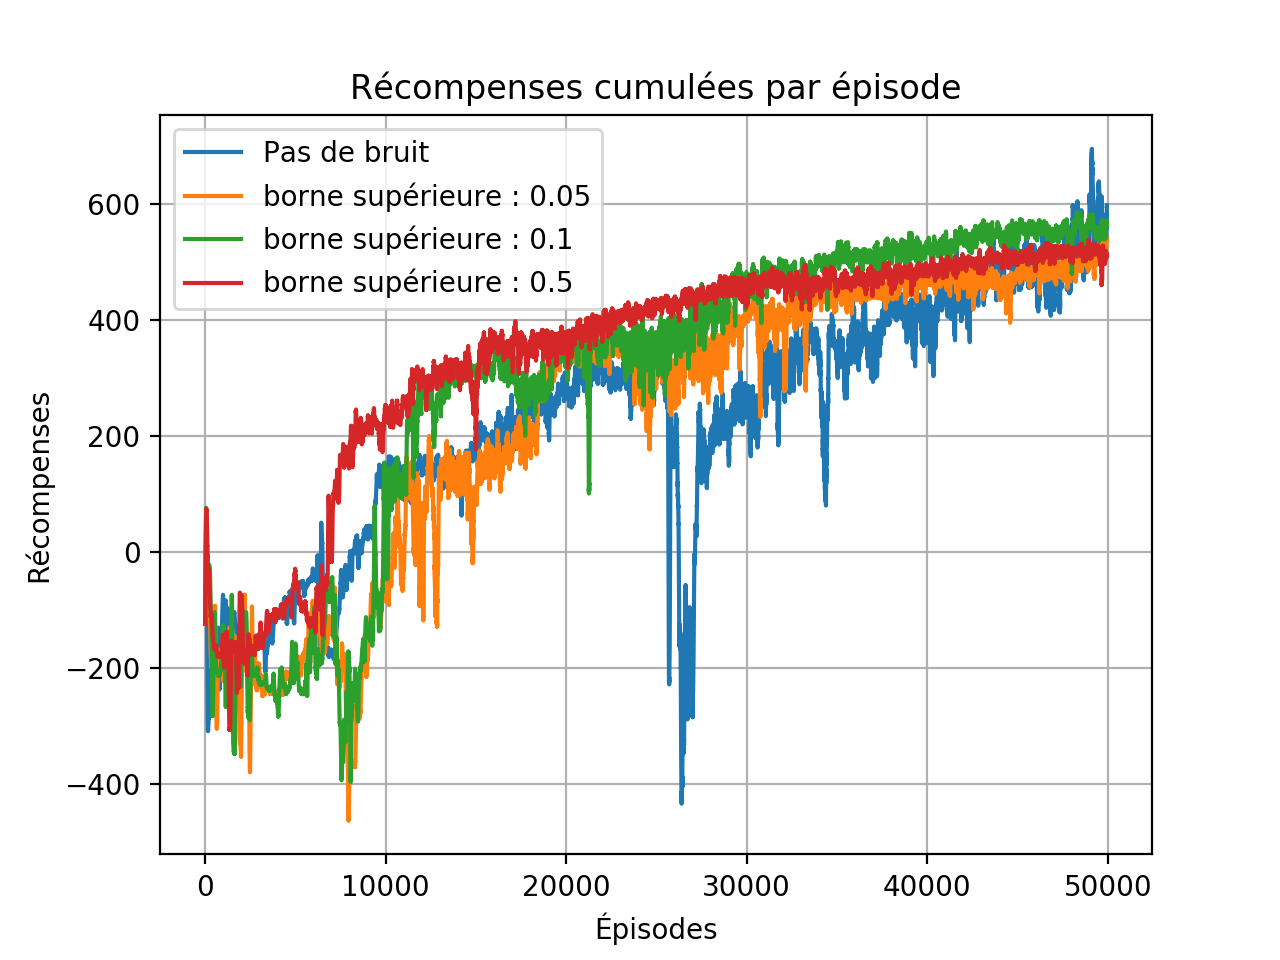 Récompenses cumulées par épisode
Pas de bruit
borne supérieure : 0.05
borne supérieure : 0.1
borne supérieure : 0.5
Récompenses
600
400
200
0
−200
−400
0 10000 20000 30000 40000 50000
Épisodes